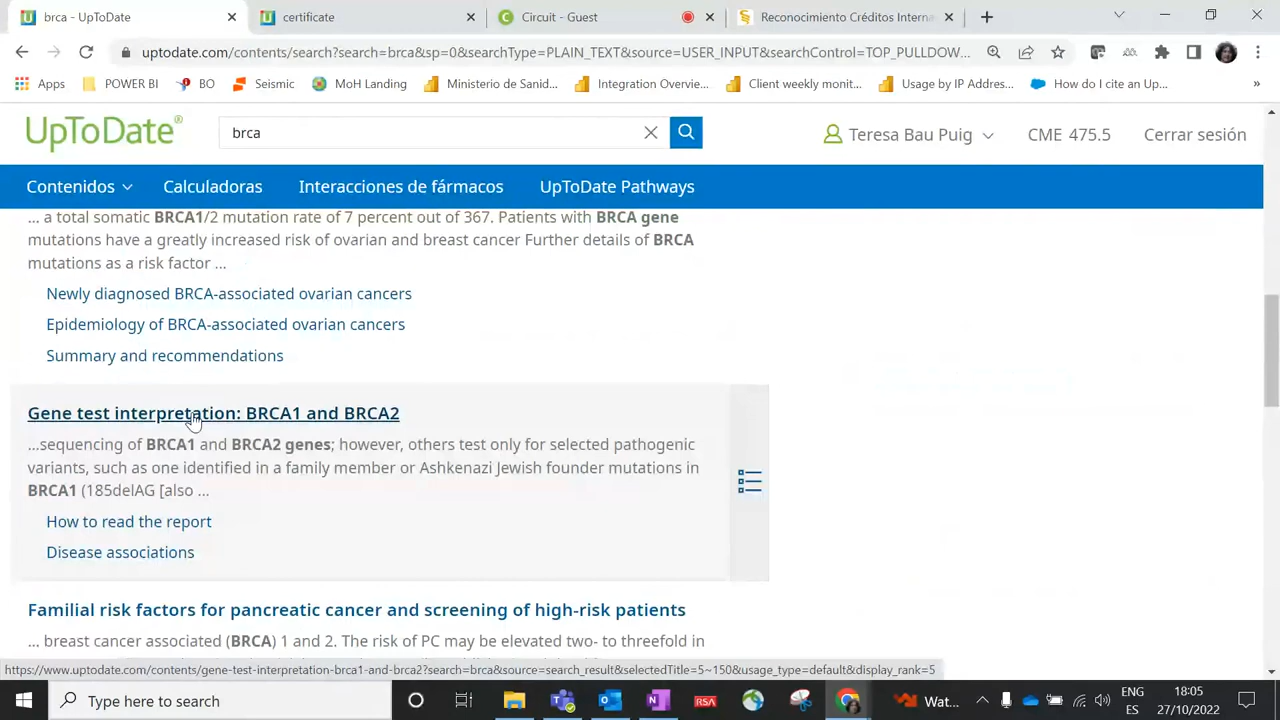 brca - UpToDate
certificate
Circuit - Guest
Reconocimiento Créditos Interna
uptodate.com/contents/search?search=brca&sp=0&searchType=PLAIN_TEXT&source=USER_INPUT&searchControl=TOP_PULLDOW...
Apps
POWER BI
BO
Seismic
MoH Landing
Ministerio de Sanid...
Integration Overvie...
Client weekly monit...
Usage by IP Addres...
How do I cite an Up...
»
UpToDate®
brca
Teresa Bau Puig
CME 475.5
Cerrar sesión
Contenidos
Calculadoras
Interacciones de fármacos
UpToDate Pathways
... a total somatic BRCA1/2 mutation rate of 7 percent out of 367. Patients with BRCA gene
mutations have a greatly increased risk of ovarian and breast cancer Further details of BRCA
mutations as a risk factor ...
Newly diagnosed BRCA-associated ovarian cancers
Epidemiology of BRCA-associated ovarian cancers
Summary and recommendations
Gene test interpretation: BRCA1 and BRCA2
...sequencing of BRCA1 and BRCA2 genes; however, others test only for selected pathogenic
variants, such as one identified in a family member or Ashkenazi Jewish founder mutations in
BRCA1 (185delAG [also ...
How to read the report
Disease associations
Familial risk factors for pancreatic cancer and screening of high-risk patients
... breast cancer associated (BRCA) 1 and 2. The risk of PC may be elevated two- to threefold in
https://www.uptodate.com/contents/gene-test-interpretation-brca1-and-brca2?search=brca&source=search_result&selectedTitle=5~150&usage_type=default&display_rank=5
Type here to search
RSA
Wat...
ENG
ES
18:05
27/10/2022